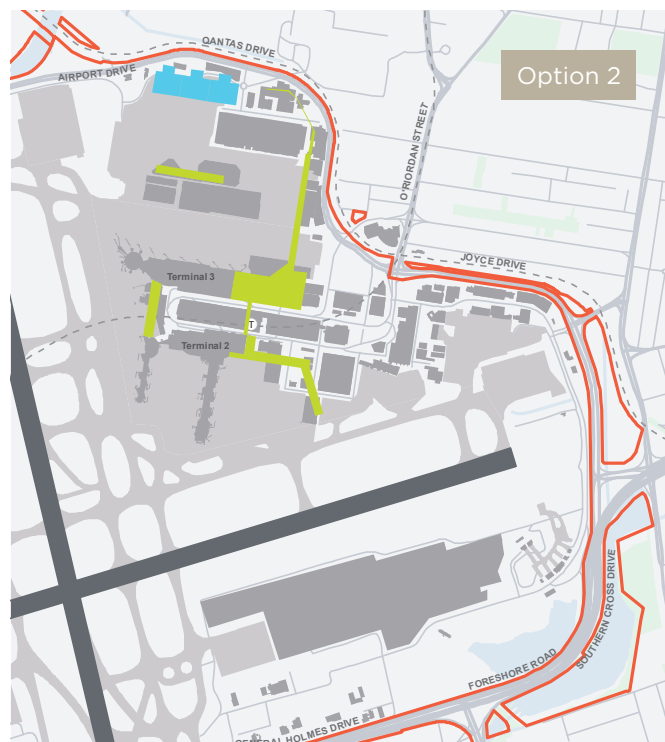 QANTAS DRIVE
AIRPORT DRIVE
Option 2
O'RIORDAN STREET
JOYCE DRIVE
Terminal 3
T
Terminal 2
SOUTHERN CROSS DRIVE
FORESHORE ROAD
GENERAL HOLMES DRIVE